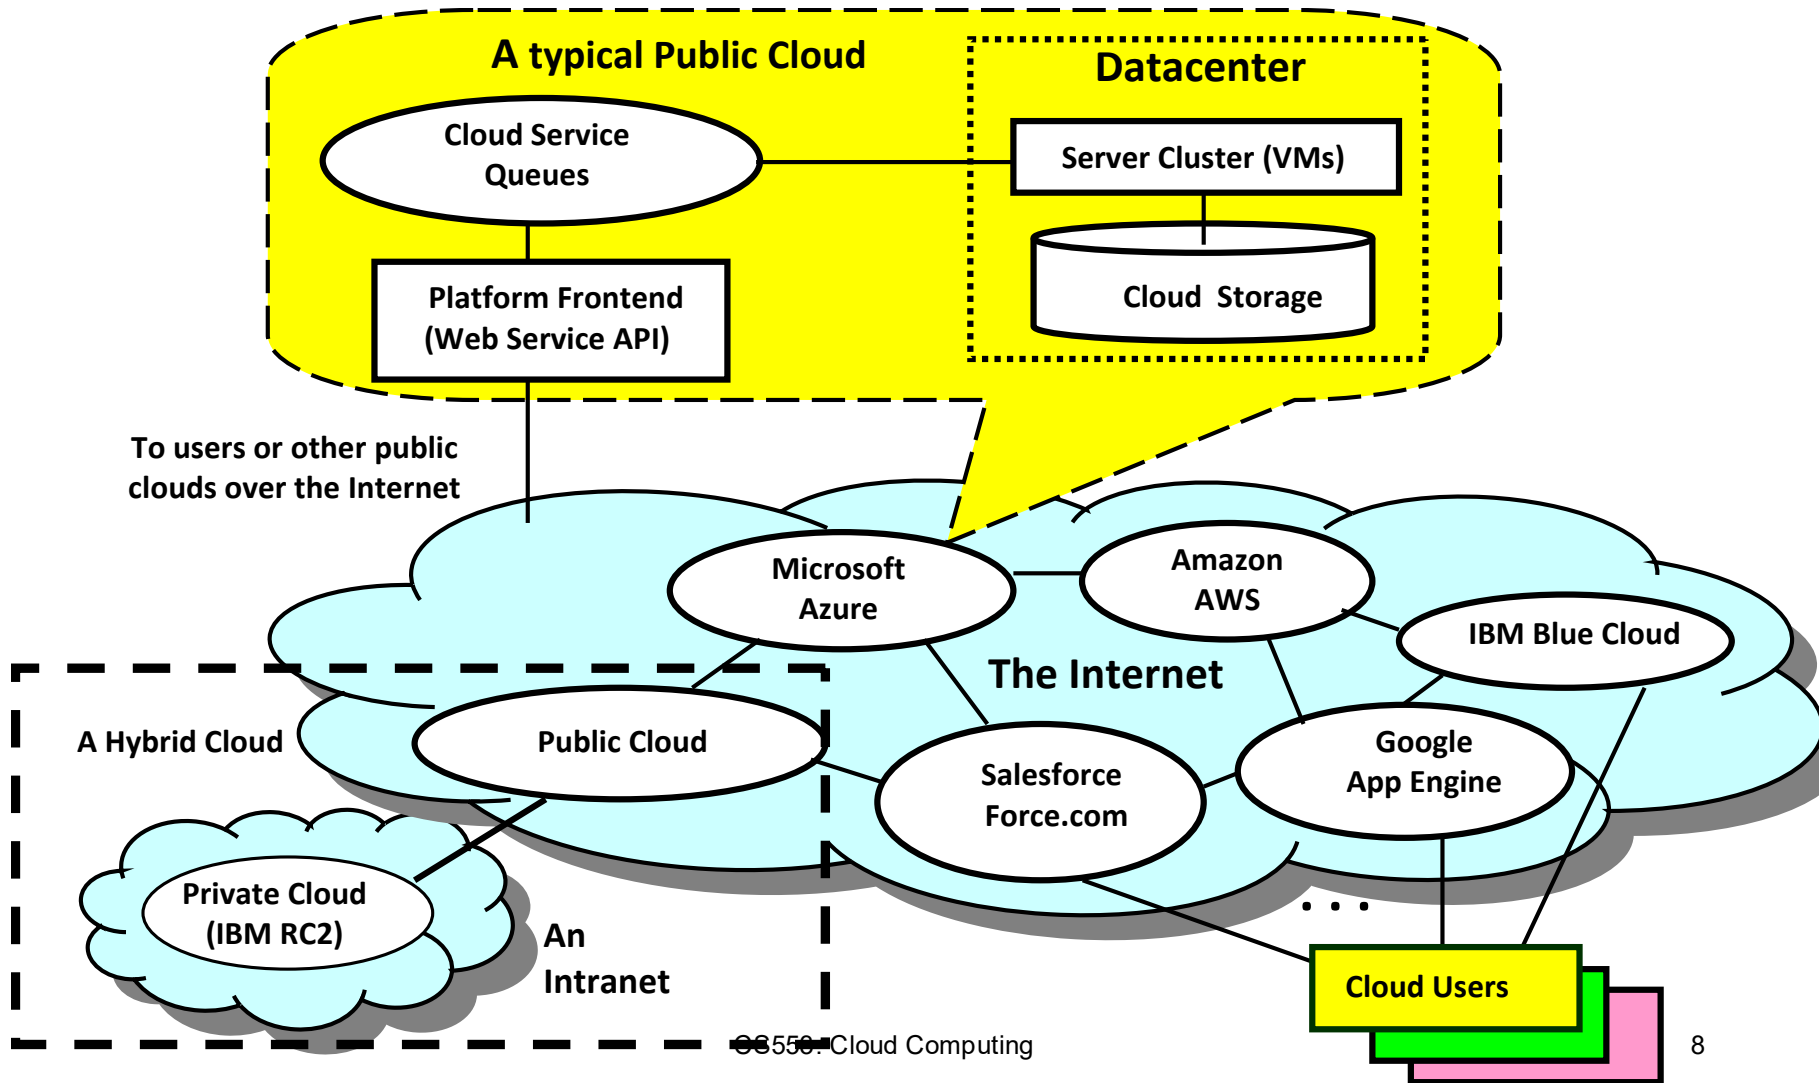 A typical Public Cloud
Datacenter
Cloud Service
Queues
Server Cluster (VMs)
Platform Frontend
(Web Service API)
Cloud Storage
To users or other public
clouds over the Internet
Microsoft
Azure
Amazon
AWS
IBM Blue Cloud
The Internet
A Hybrid Cloud
Public Cloud
Salesforce
Force.com
Google
App Engine
Private Cloud
(IBM RC2)
An
Intranet
. . .
Cloud Users
Cloud Computing
8